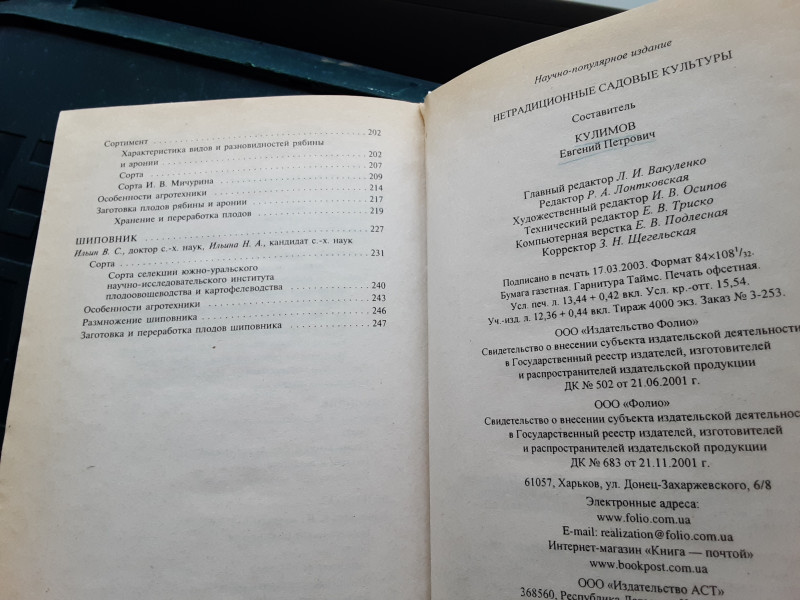 Сортимент . . . . . . . . . . . . . . . . . . . . . . . . . 202
Характеристика видов и разновидностей рябины
и аронии . . . . . . . . . . . . . . . . . . . . . . . . . 202
Сорта . . . . . . . . . . . . . . . . . . . . . . . . . 207
Сорта И. В. Мичурина . . . . . . . . . . . . . . . . . . 209
Особенности агротехники . . . . . . . . . . . . . . . . . . 214
Заготовка плодов рябины и аронии . . . . . . . . . . . . . . 217
Хранение и переработка плодов . . . . . . . . . . . . . . 219
ШИПОВНИК . . . . . . . . . . . . . . . . . . . . . . . . . 227
Ильин В. С., доктор с.-х. наук, Ильина Н. А., кандидат с.-х. наук
Сорта . . . . . . . . . . . . . . . . . . . . . . . . . 231
Сорта селекции южно-уральского
научно-исследовательского института
плодоовошеводства и картофелеводства . . . . . . . . . . 240
Особенности агротехники . . . . . . . . . . . . . . . . . . 243
Размножение шиповника . . . . . . . . . . . . . . . . . . . 246
Заготовка и переработка плодов шиповника . . . . . . . . . . 247
Научно-популярное издание
НЕТРАДИЦИОННЫЕ САДОВЫЕ КУЛЬТУРЫ
Составитель
КУЛИМОВ
Евгений Петрович
Главный редактор Л. И. Вакуленко
Редактор Р. А. Лонтковская
Художественный редактор И. В. Осипов
Технический редактор Е. В. Триско
Компьютерная верстка Е. В. Подлесная
Корректор З. Н. Щегельская
Подписано в печать 17.03.2003. Формат 84×108¹/₃₂.
Бумага газетная. Гарнитура Таймс. Печать офсетная.
Усл. печ. л. 13,44 + 0,42 вкл. Усл. кр.-отт. 15,54.
Уч.-изд. л. 12,36 + 0,44 вкл. Тираж 4000 экз. Заказ № 3-253.
ООО «Издательство Фолио»
Свидетельство о внесении субъекта издательской деятельности
в Государственный реестр издателей, изготовителей
и распространителей издательской продукции
ДК № 502 от 21.06.2001 г.
ООО «Фолио»
Свидетельство о внесении субъекта издательской деятельнос
в Государственный реестр издателей, изготовителей
и распространителей издательской продукции
ДК № 683 от 21.11.2001 г.
61057, Харьков, ул. Донец-Захаржевского, 6/8
Электронные адреса:
www.folio.com.ua
E-mail: realization@folio.com.ua
Интернет-магазин «Книга — почтой»
www.bookpost.com.ua
ООО «Издательство АСТ»
368560, Республика